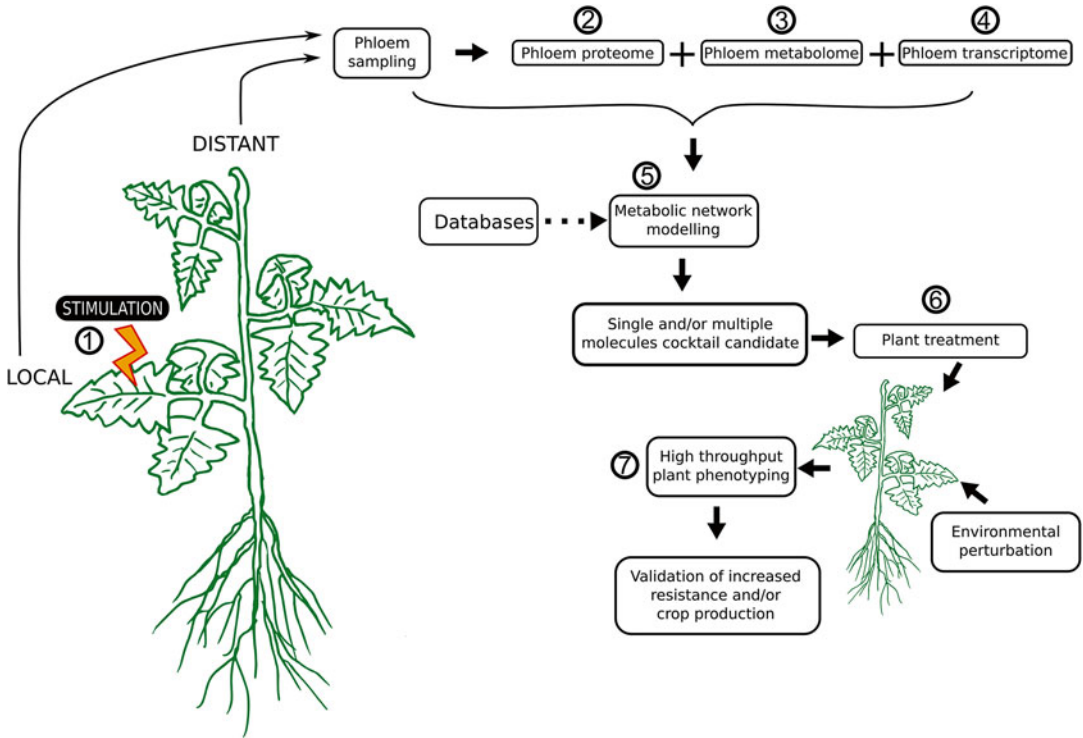 ②
③
④
Phloem
sampling
Phloem proteome
+
Phloem metabolome
+
Phloem transcriptome
DISTANT
⑤
Databases
Metabolic network
modelling
STIMULATION
①
LOCAL
Single and/or multiple
molecules cocktail candidate
⑥
Plant treatment
⑦
High throughput
plant phenotyping
Environmental
perturbation
Validation of increased
resistance and/or
crop production